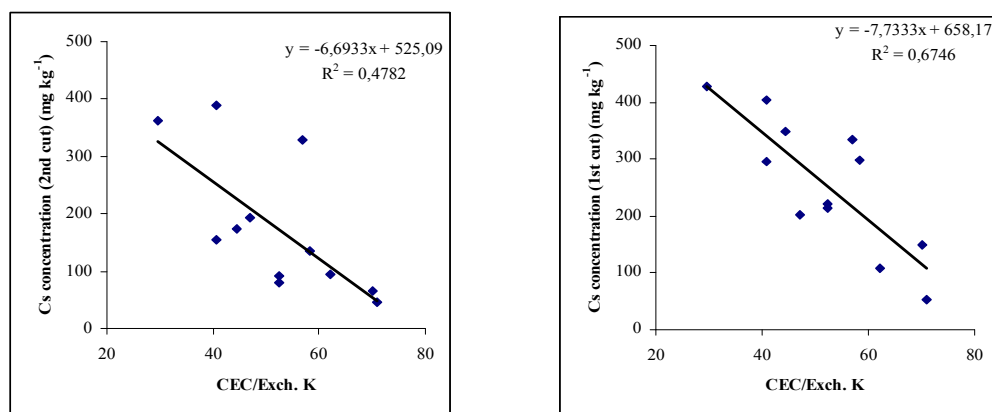 y = -6,6933x + 525,09
R² = 0,4782
500
400
300
200
100
0
20 40 60 80
CEC/Exch. K
Cs concentration (2nd cut) (mg kg⁻¹)
y = -7,7333x + 658,17
R² = 0,6746
500
400
300
200
100
0
20 40 60 80
CEC/Exch. K
Cs concentration (1st cut) (mg kg⁻¹)